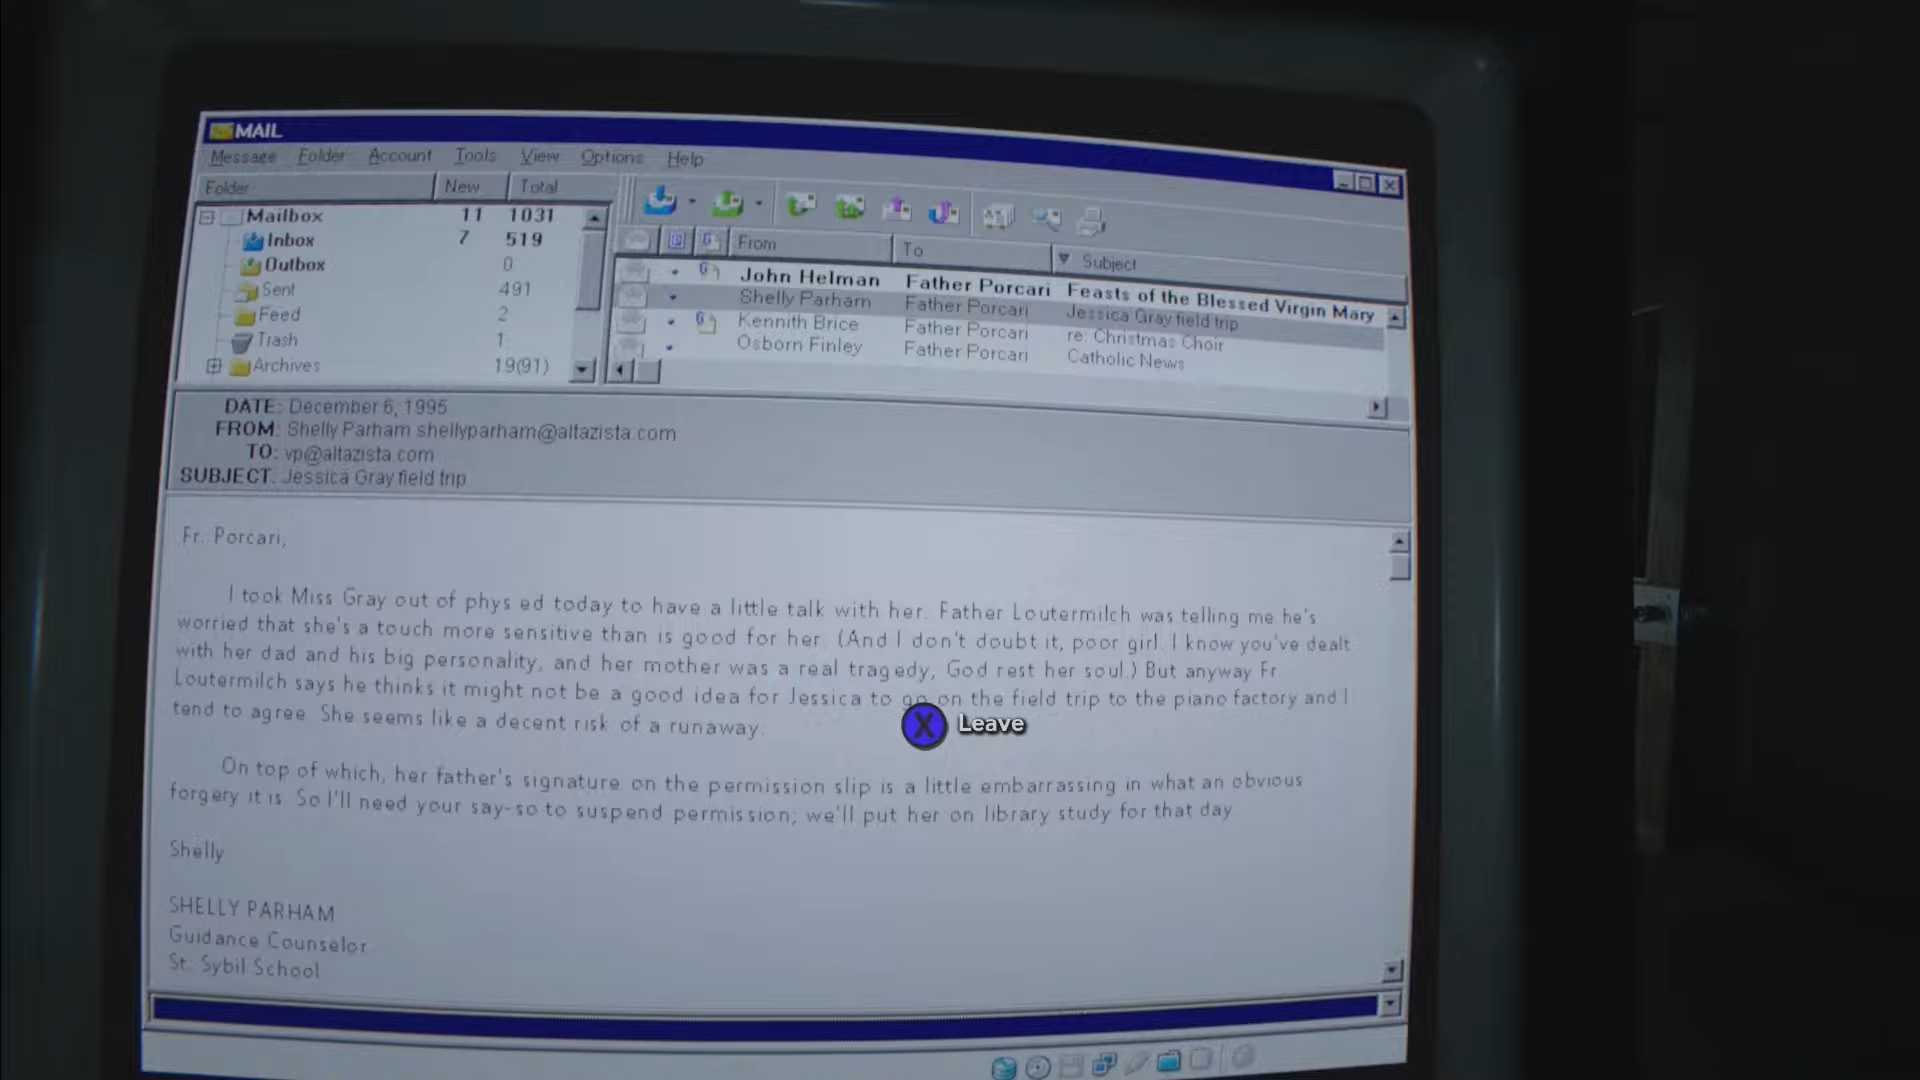 MAIL
Message Folder Account Tools View Options Help
Folder New Total
Mailbox 11 1031
Inbox 7 519
Outbox 0
Sent 491
Feed 2
Trash 1
Archives 19(91)
From To Subject
John Helman Father Porcari Feasts of the Blessed Virgin Mary
Shelly Parham Father Porcari Jessica Gray field trip
Kennith Brice Father Porcari re: Christmas Choir
Osborn Finley Father Porcari Catholic News
DATE: December 6, 1995
FROM: Shelly Parham shellyparham@altazista.com
TO: vp@altazista.com
SUBJECT: Jessica Gray field trip
Fr. Porcari,
I took Miss Gray out of phys ed today to have a little talk with her. Father Loutermilch was telling me he's
worried that she's a touch more sensitive than is good for her. (And I don't doubt it, poor girl. I know you've dealt
with her dad and his big personality, and her mother was a real tragedy, God rest her soul.) But anyway Fr.
Loutermilch says he thinks it might not be a good idea for Jessica to go on the field trip to the piano factory and I
tend to agree. She seems like a decent risk of a runaway.
X Leave
On top of which, her father's signature on the permission slip is a little embarrassing in what an obvious
forgery it is. So I'll need your say-so to suspend permission; we'll put her on library study for that day
Shelly
SHELLY PARHAM
Guidance Counselor
St. Sybil School